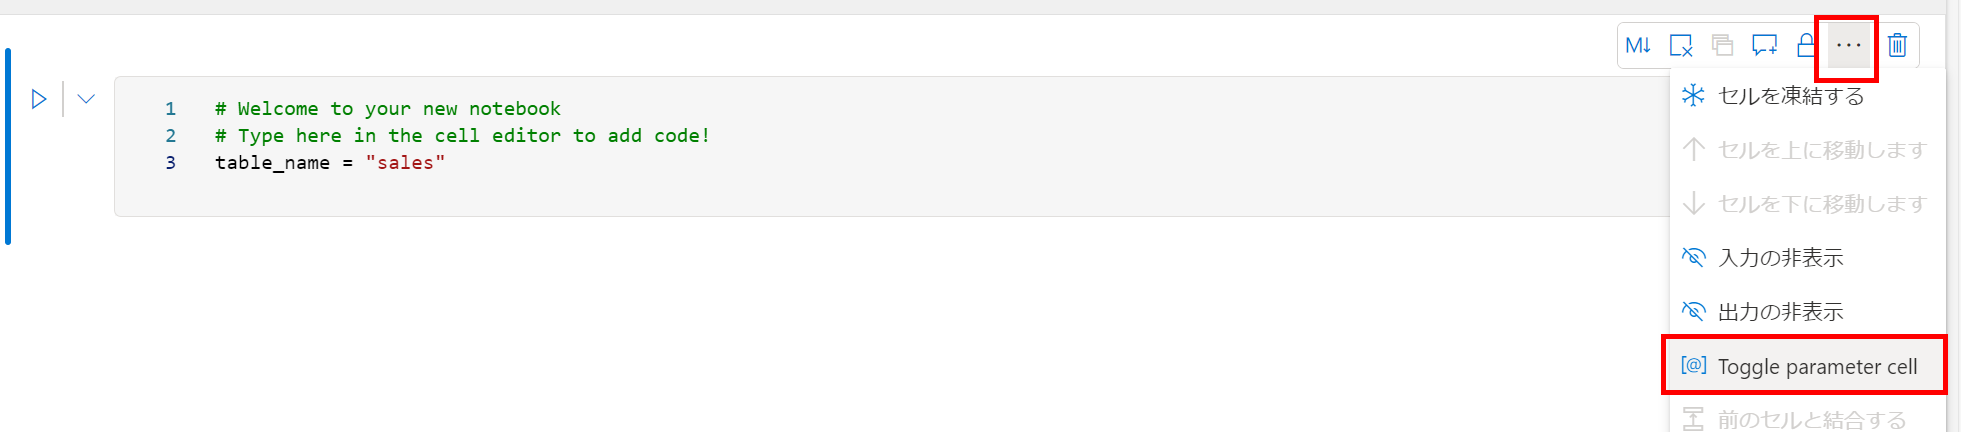 M↓
1 # Welcome to your new notebook
2 # Type here in the cell editor to add code!
3 table_name = "sales"
セルを凍結する
セルを上に移動します
セルを下に移動します
入力の非表示
出力の非表示
[@] Toggle parameter cell
前のセルと結合する